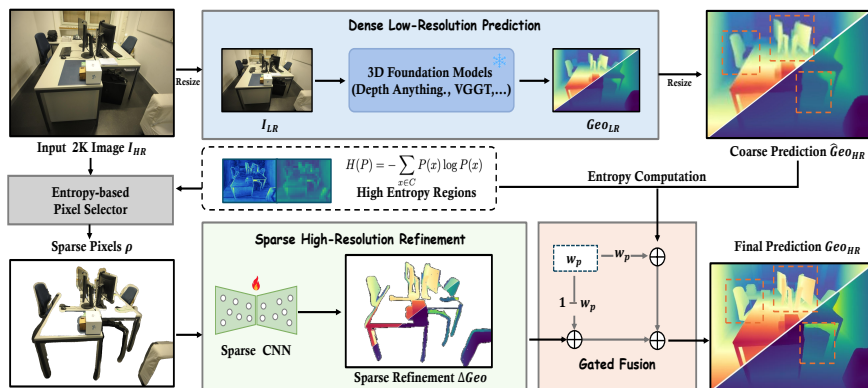 Dense Low-Resolution Prediction
Resize
3D Foundation Models
(Depth Anything., VGGT,...)
Resize
I_LR
Geo_LR
Input 2K Image I_HR
Coarse Prediction Ĝeo_HR
H(P) = − ∑_{x∈C} P(x) log P(x)
High Entropy Regions
Entropy Computation
Entropy-based
Pixel Selector
Sparse Pixels ρ
Sparse High-Resolution Refinement
Final Prediction Geo_HR
w_p
w_p
1 − w_p
Sparse CNN
Sparse Refinement ΔGeo
Gated Fusion